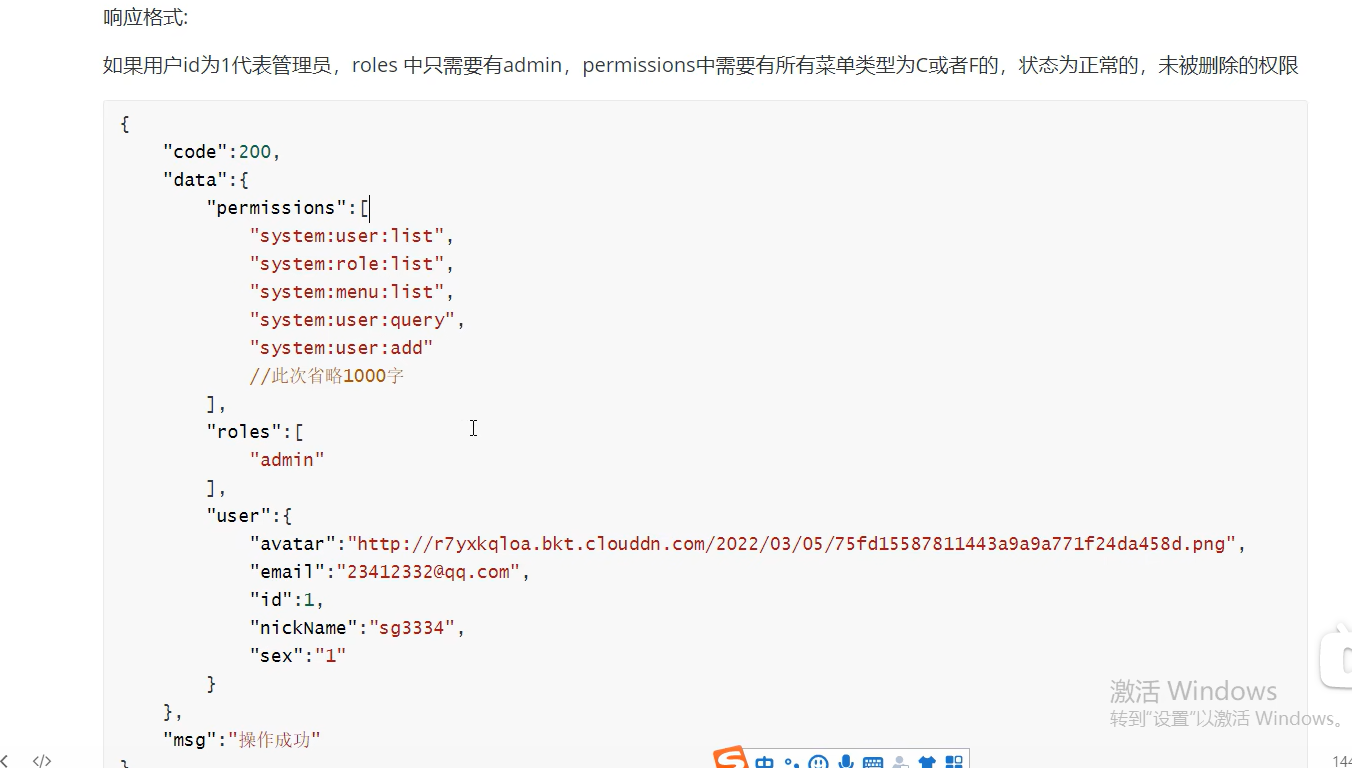 响应格式:
如果用户id为1代表管理员，roles 中只需要有admin，permissions中需要有所有菜单类型为C或者F的，状态为正常的，未被删除的权限
{
    "code":200,
    "data":{
        "permissions":[
            "system:user:list",
            "system:role:list",
            "system:menu:list",
            "system:user:query",
            "system:user:add"
            //此次省略1000字
        ],
        "roles":[
            "admin"
        ],
        "user":{
            "avatar":"http://r7yxkqloa.bkt.clouddn.com/2022/03/05/75fd15587811443a9a9a771f24da458d.png",
            "email":"23412332@qq.com",
            "id":1,
            "nickName":"sg3334",
            "sex":"1"
        }
    },
    "msg":"操作成功"
}
激活 Windows
转到"设置"以激活 Windows。
</>
中
144